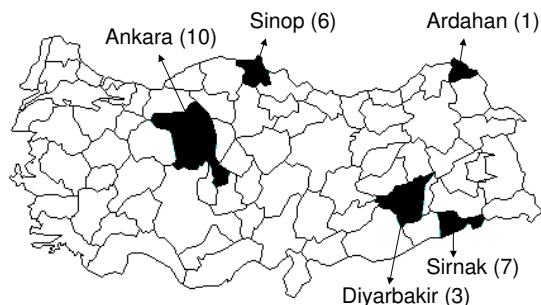 Sinop (6)
Ardahan (1)
Ankara (10)
Sirnak (7)
Diyarbakir (3)